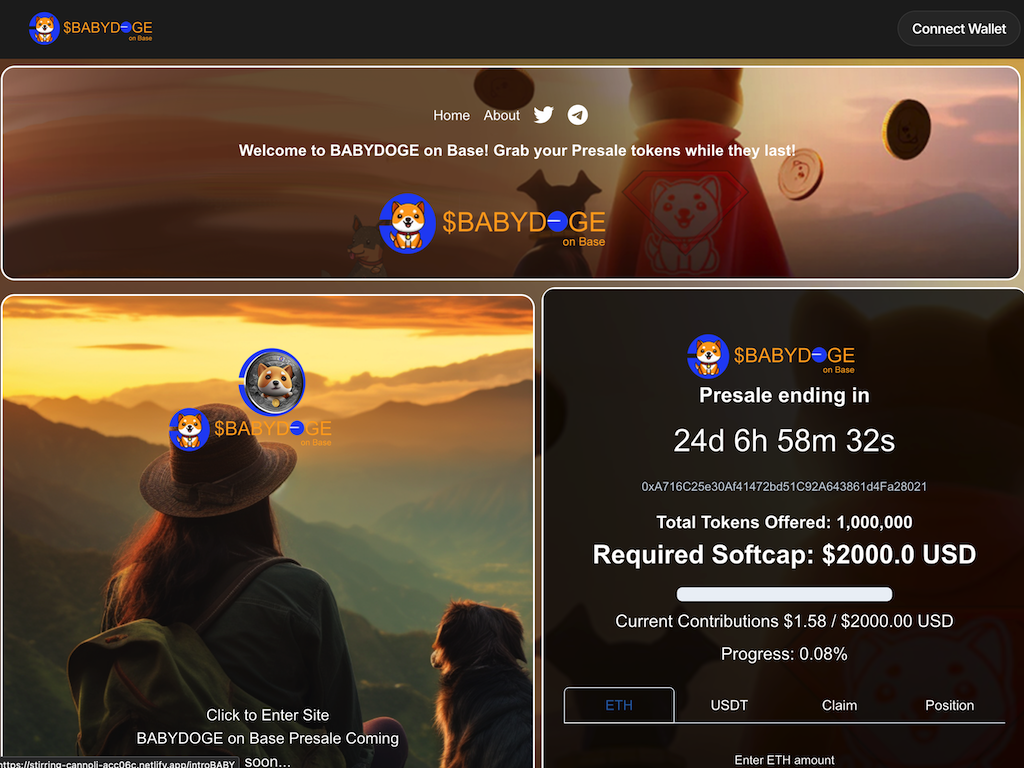 $BABYDOGE
on Base
Connect Wallet
Home About
Welcome to BABYDOGE on Base! Grab your Presale tokens while they last!
$BABYDOGE
on Base
$BABYDOGE
on Base
Click to Enter Site
BABYDOGE on Base Presale Coming
soon...
https://stirring-cannoli-acc06c.netlify.app/introBABY
$BABYDOGE
on Base
Presale ending in
24d 6h 58m 32s
0xA716C25e30Af41472bd51C92A643861d4Fa28021
Total Tokens Offered: 1,000,000
Required Softcap: $2000.0 USD
Current Contributions $1.58 / $2000.00 USD
Progress: 0.08%
ETH USDT Claim Position
Enter ETH amount